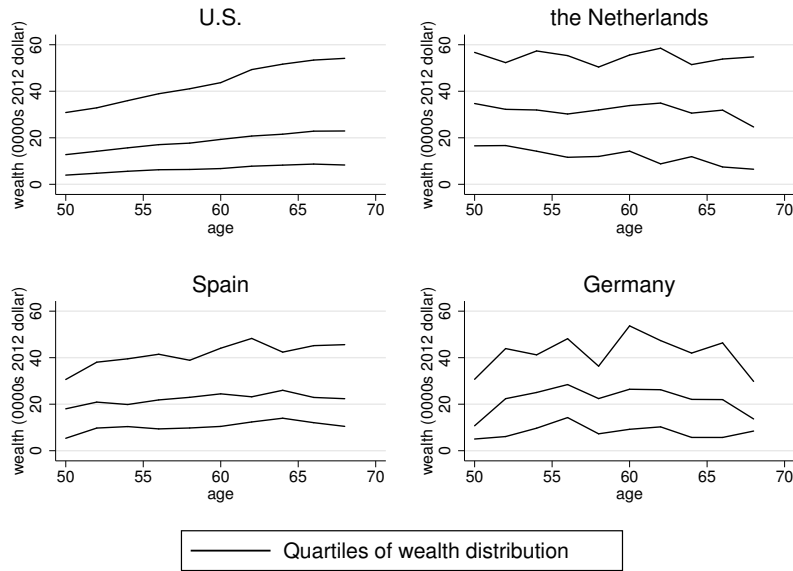 U.S.
wealth (0000s 2012 dollar)
60
40
20
0
50 55 60 65 70
age
the Netherlands
wealth (0000s 2012 dollar)
60
40
20
0
50 55 60 65 70
age
Spain
wealth (0000s 2012 dollar)
60
40
20
0
50 55 60 65 70
age
Germany
wealth (0000s 2012 dollar)
60
40
20
0
50 55 60 65 70
age
Quartiles of wealth distribution